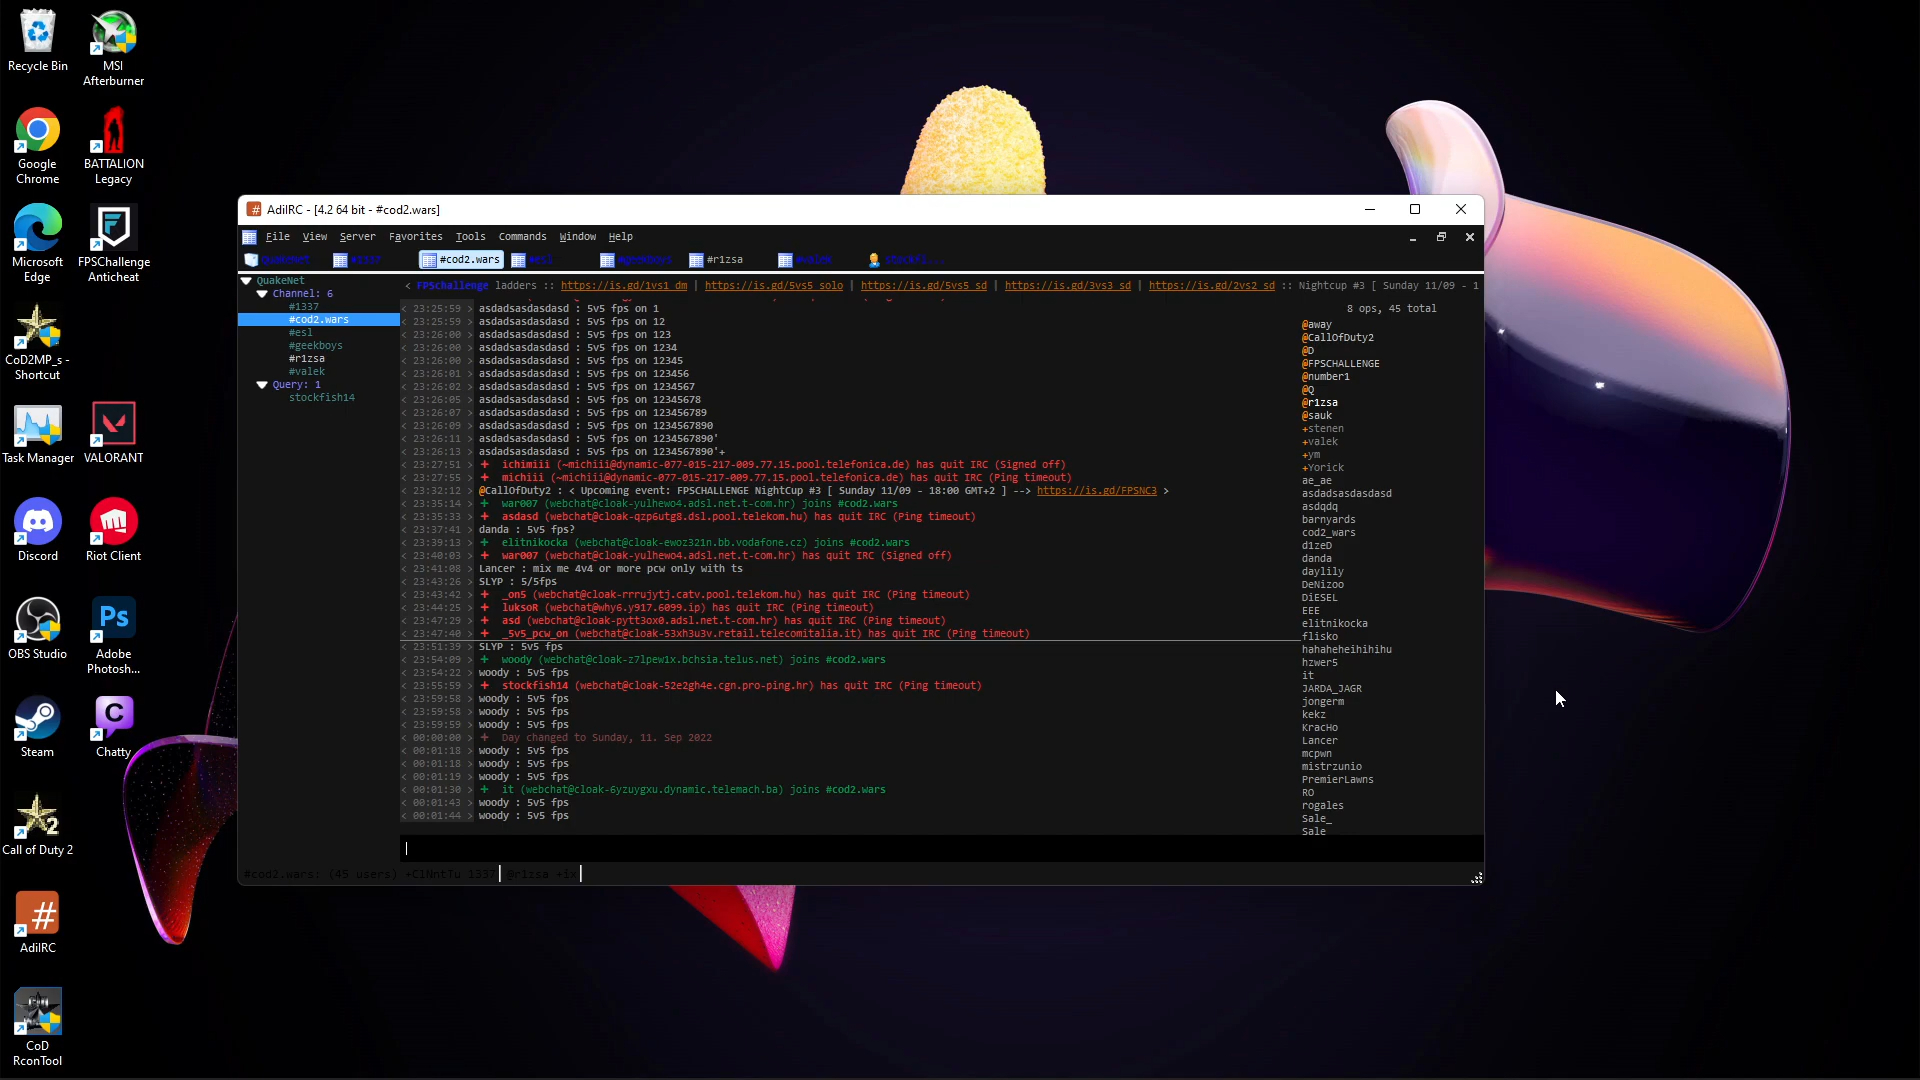 Recycle Bin
MSI Afterburner
Google Chrome
BATTALION Legacy
Microsoft Edge
FPSChallenge Anticheat
CoD2MP_s - Shortcut
Task Manager
VALORANT
Discord
Riot Client
OBS Studio
Adobe Photosh...
Steam
Chatty
Call of Duty 2
AdiIRC
CoD RconTool
AdiIRC - [4.2 64 bit - #cod2.wars]
File View Server Favorites Tools Commands Window Help
QuakeNet #1337 #cod2.wars #esl #geekboys #r1zsa #valek
QuakeNet
Channel: 6
#1337
#cod2.wars
#esl
#geekboys
#r1zsa
#valek
Query: 1
stockfish14
< FPSchallenge ladders :: https://is.gd/1vs1_dm | https://is.gd/5vs5_solo | https://is.gd/5vs5_sd | https://is.gd/3vs3_sd | https://is.gd/2vs2_sd :: Nightcup #3 [ Sunday 11/09 - 1
< 23:25:59 > asdadsasdasdasd : 5v5 fps on 1
< 23:25:59 > asdadsasdasdasd : 5v5 fps on 12
< 23:26:00 > asdadsasdasdasd : 5v5 fps on 123
< 23:26:00 > asdadsasdasdasd : 5v5 fps on 1234
< 23:26:00 > asdadsasdasdasd : 5v5 fps on 12345
< 23:26:01 > asdadsasdasdasd : 5v5 fps on 123456
< 23:26:02 > asdadsasdasdasd : 5v5 fps on 1234567
< 23:26:05 > asdadsasdasdasd : 5v5 fps on 12345678
< 23:26:07 > asdadsasdasdasd : 5v5 fps on 123456789
< 23:26:09 > asdadsasdasdasd : 5v5 fps on 1234567890
< 23:26:11 > asdadsasdasdasd : 5v5 fps on 1234567890'
< 23:26:13 > asdadsasdasdasd : 5v5 fps on 1234567890'+
< 23:27:51 > + ichimiii (~michiii@dynamic-077-015-217-009.77.15.pool.telefonica.de) has quit IRC (Signed off)
< 23:27:55 > + michiii (~michiii@dynamic-077-015-217-009.77.15.pool.telefonica.de) has quit IRC (Ping timeout)
< 23:32:12 > @CallOfDuty2 : < Upcoming event: FPSCHALLENGE NightCup #3 [ Sunday 11/09 - 18:00 GMT+2 ] --> https://is.gd/FPSNC3 >
< 23:35:14 > + war007 (webchat@cloak-yulhewo4.adsl.net.t-com.hr) joins #cod2.wars
< 23:35:33 > + asdasd (webchat@cloak-qzp6utg8.dsl.pool.telekom.hu) has quit IRC (Ping timeout)
< 23:37:41 > danda : 5v5 fps?
< 23:39:13 > + elitnikocka (webchat@cloak-ewoz321n.bb.vodafone.cz) joins #cod2.wars
< 23:40:03 > + war007 (webchat@cloak-yulhewo4.adsl.net.t-com.hr) has quit IRC (Signed off)
< 23:41:08 > Lancer : mix me 4v4 or more pcw only with ts
< 23:43:26 > SLYP : 5/5fps
< 23:43:42 > + _on5 (webchat@cloak-rrrujytj.catv.pool.telekom.hu) has quit IRC (Ping timeout)
< 23:44:25 > + luksoR (webchat@why6.y917.6099.ip) has quit IRC (Ping timeout)
< 23:47:29 > + asd (webchat@cloak-pytt3ox0.adsl.net.t-com.hr) has quit IRC (Ping timeout)
< 23:47:40 > + _5v5_pcw_on (webchat@cloak-53xh3u3v.retail.telecomitalia.it) has quit IRC (Ping timeout)
< 23:51:39 > SLYP : 5v5 fps
< 23:54:09 > + woody (webchat@cloak-z7lpew1x.bchsia.telus.net) joins #cod2.wars
< 23:54:22 > woody : 5v5 fps
< 23:55:59 > + stockfish14 (webchat@cloak-52e2gh4e.cgn.pro-ping.hr) has quit IRC (Ping timeout)
< 23:59:58 > woody : 5v5 fps
< 23:59:58 > woody : 5v5 fps
< 23:59:59 > woody : 5v5 fps
< 00:00:00 > + Day changed to Sunday, 11. Sep 2022
< 00:01:18 > woody : 5v5 fps
< 00:01:18 > woody : 5v5 fps
< 00:01:19 > woody : 5v5 fps
< 00:01:30 > + it (webchat@cloak-6yzuygxu.dynamic.telemach.ba) joins #cod2.wars
< 00:01:43 > woody : 5v5 fps
< 00:01:44 > woody : 5v5 fps
8 ops, 45 total
@away
@CallOfDuty2
@D
@FPSCHALLENGE
@number1
@Q
@r1zsa
@sauk
+stenen
+valek
+ym
+Yorick
ae_ae
asdadsasdasdasd
asdqdq
barnyards
cod2_wars
d1zeD
danda
daylily
DeNizoo
DiESEL
EEE
elitnikocka
flisko
hahaheheihihihu
hzwer5
it
JARDA_JAGR
jongerm
kekz
KracHo
Lancer
mcpwn
mistrzunio
PremierLawns
RO
rogales
Sale_
Sale
#cod2.wars: (45 users) +ClNntTu 1337 @r1zsa +ix